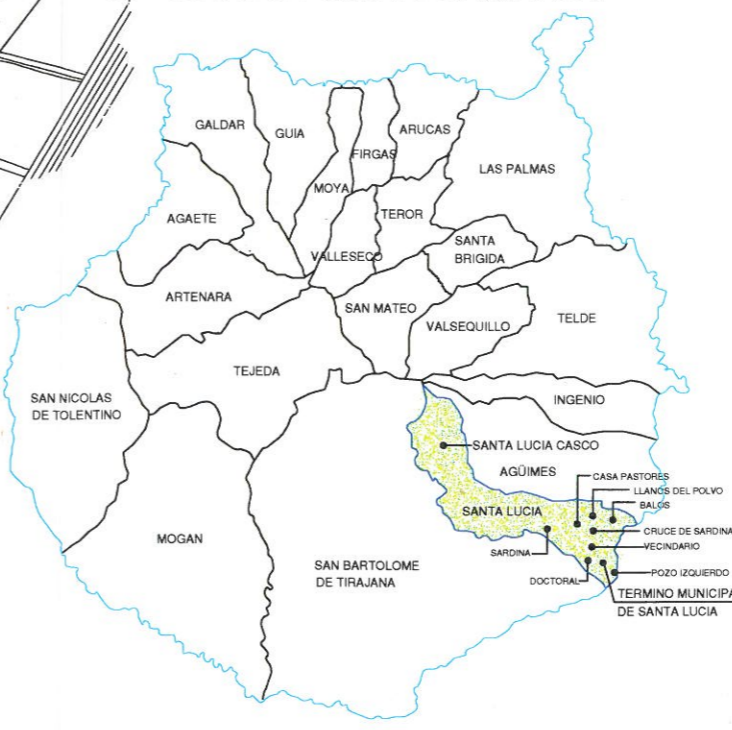 GALDAR
GUIA
ARUCAS
FIRGAS
LAS PALMAS
MOYA
AGAETE
TEROR
SANTA
BRIGIDA
VALLESECO
ARTENARA
SAN MATEO
VALSEQUILLO
TELDE
TEJEDA
SAN NICOLAS
DE TOLENTINO
INGENIO
SANTA LUCIA CASCO
AGÜIMES
CASA PASTORES
LLANOS DEL POLVO
BALOS
SANTA LUCIA
CRUCE DE SARDINA
MOGAN
VECINDARIO
SARDINA
SAN BARTOLOME
DE TIRAJANA
POZO IZQUIERDO
DOCTORAL
TERMINO MUNICIPA
DE SANTA LUCIA